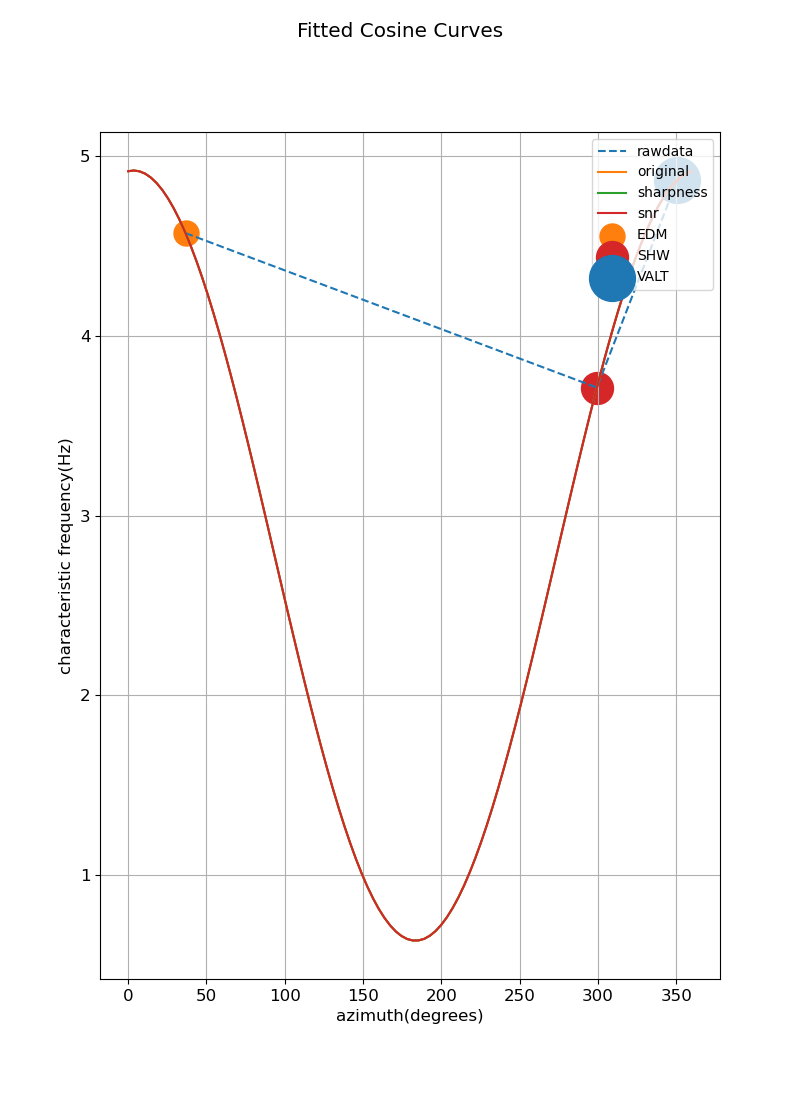 Fitted Cosine Curves
rawdata
original
sharpness
snr
EDM
SHW
VALT
5
4
3
2
1
characteristic frequency(Hz)
0 50 100 150 200 250 300 350
azimuth(degrees)